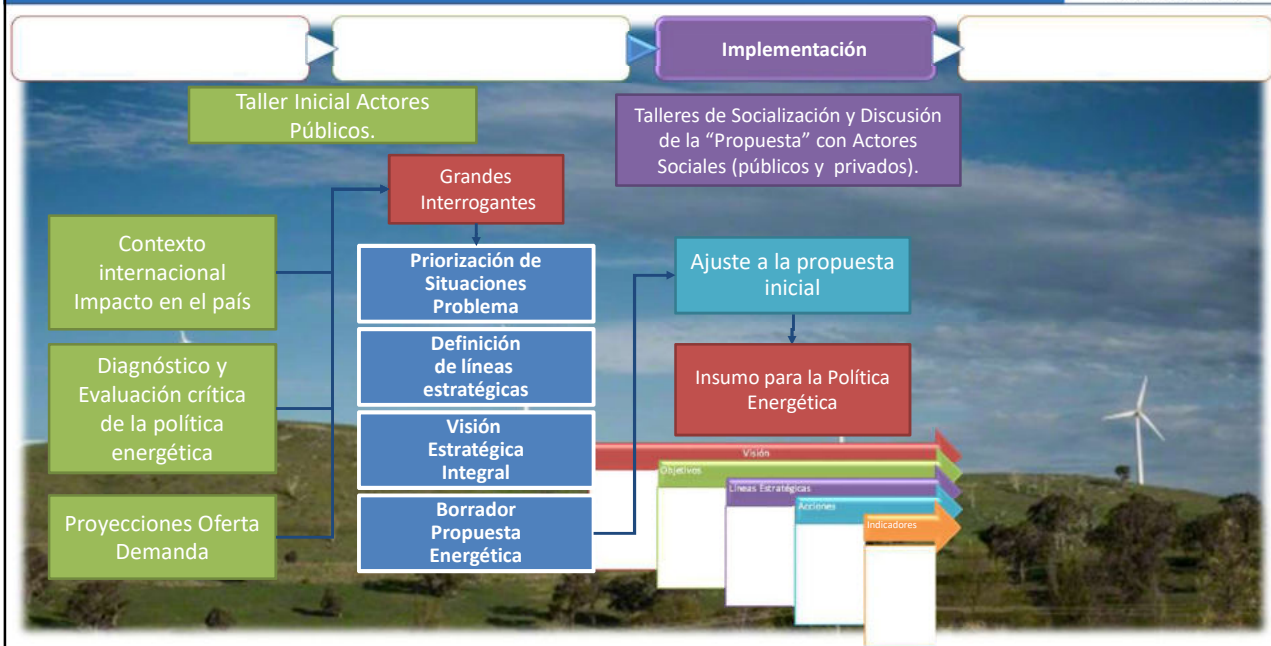 Implementación
Taller Inicial Actores
Públicos.
Talleres de Socialización y Discusión
de la “Propuesta” con Actores
Sociales (públicos y privados).
Grandes
Interrogantes
Contexto
internacional
Impacto en el país
Priorización de
Situaciones
Problema
Ajuste a la propuesta
inicial
Diagnóstico y
Evaluación crítica
de la política
energética
Definición
de líneas
estratégicas
Insumo para la Política
Energética
Visión
Estratégica
Integral
Visión
Objetivos
Líneas Estratégicas
Acciones
Indicadores
Proyecciones Oferta
Demanda
Borrador
Propuesta
Energética